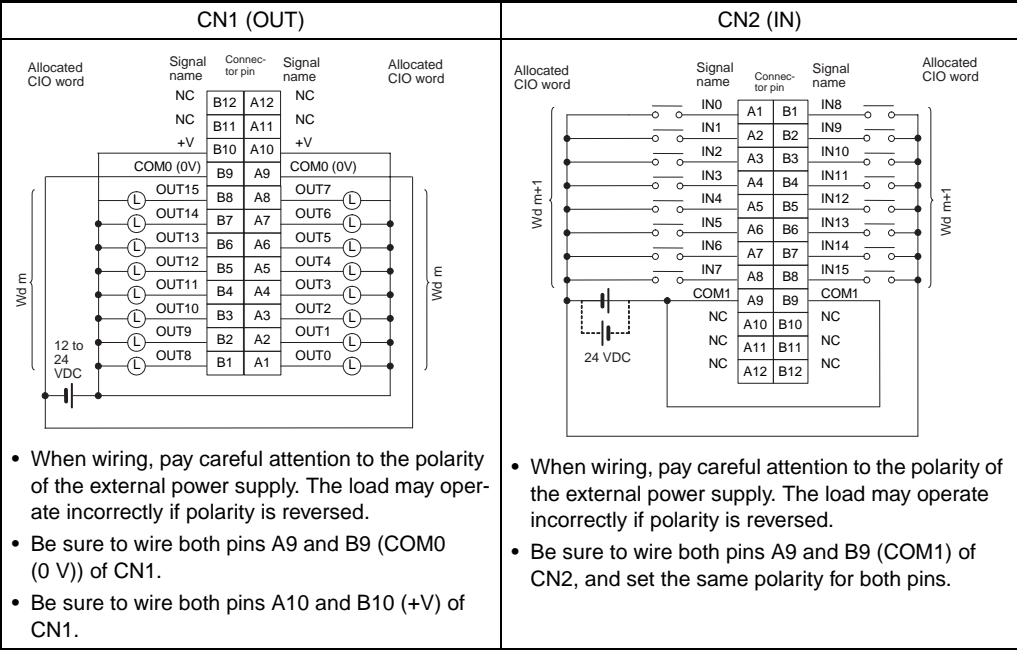 CN1 (OUT)
CN2 (IN)
Allocated
CIO word
Signal
name
Connec-
tor pin
Signal
name
Allocated
CIO word
NC B12 A12 NC
NC B11 A11 NC
+V B10 A10 +V
COM0 (0V) B9 A9 COM0 (0V)
OUT15 L B8 A8 OUT7 L
OUT14 L B7 A7 OUT6 L
OUT13 L B6 A6 OUT5 L
OUT12 L B5 A5 OUT4 L
OUT11 L B4 A4 OUT3 L
OUT10 L B3 A3 OUT2 L
OUT9 L B2 A2 OUT1 L
OUT8 L B1 A1 OUT0 L
Wd m
Wd m
12 to
24
VDC
• When wiring, pay careful attention to the polarity
of the external power supply. The load may oper-
ate incorrectly if polarity is reversed.
• Be sure to wire both pins A9 and B9 (COM0
(0 V)) of CN1.
• Be sure to wire both pins A10 and B10 (+V) of
CN1.
Allocated
CIO word
Signal
name
Connec-
tor pin
Signal
name
Allocated
CIO word
IN0 A1 B1 IN8
IN1 A2 B2 IN9
IN2 A3 B3 IN10
IN3 A4 B4 IN11
IN4 A5 B5 IN12
IN5 A6 B6 IN13
IN6 A7 B7 IN14
IN7 A8 B8 IN15
COM1 A9 B9 COM1
NC A10 B10 NC
NC A11 B11 NC
NC A12 B12 NC
Wd m+1
Wd m+1
24 VDC
• When wiring, pay careful attention to the polarity of
the external power supply. The load may operate
incorrectly if polarity is reversed.
• Be sure to wire both pins A9 and B9 (COM1) of
CN2, and set the same polarity for both pins.